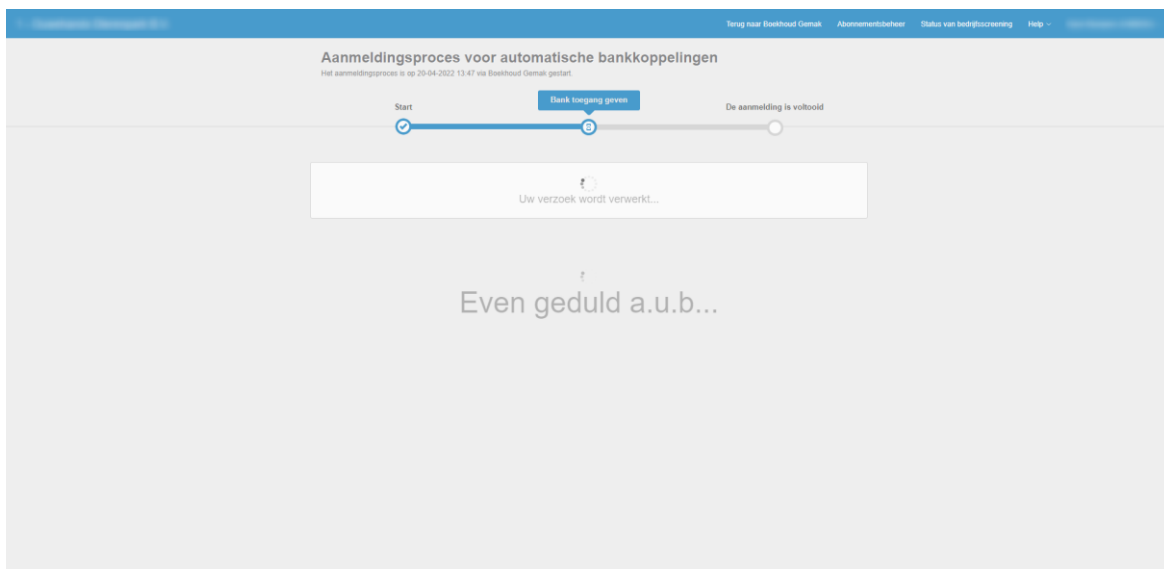 Terug naar Boekhoud Gemak Abonnementsbeheer Status van bedrijfsscreening Help
Aanmeldingsproces voor automatische bankkoppelingen
Het aanmeldingsproces is op 20-04-2022 13:47 via Boekhoud Gemak gestart.
Start Bank toegang geven De aanmelding is voltooid
Uw verzoek wordt verwerkt...
Even geduld a.u.b...